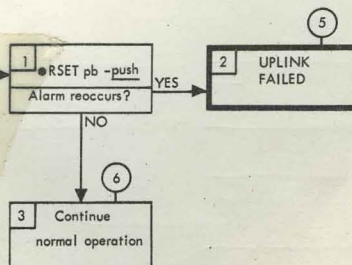 5
1
●RSET pb -push
Alarm reoccurs?
YES
2
UPLINK
FAILED
NO
6
3
Continue
normal operation